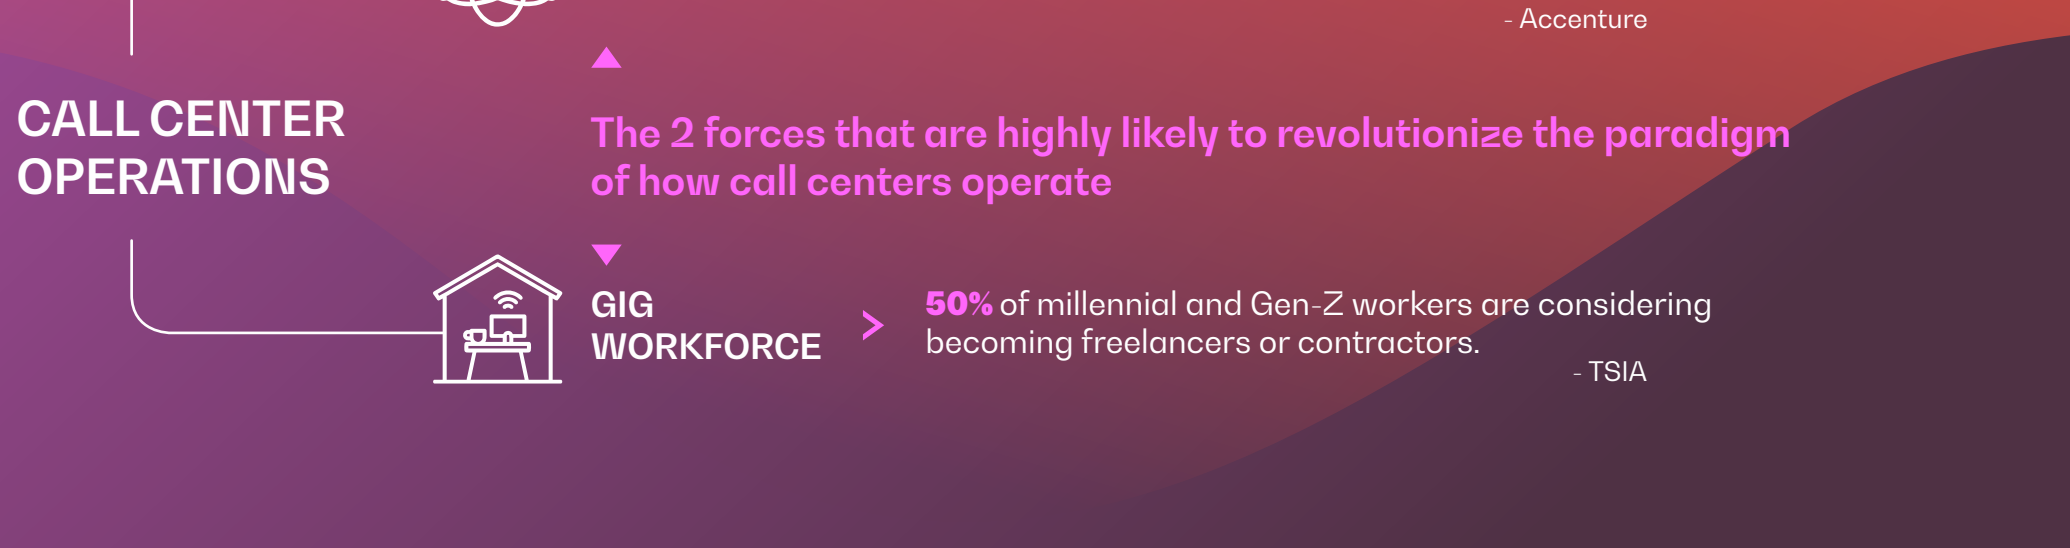 - Accenture
CALL CENTER
OPERATIONS
The 2 forces that are highly likely to revolutionize the paradigm
of how call centers operate
GIG
WORKFORCE
50% of millennial and Gen-Z workers are considering
becoming freelancers or contractors.
- TSIA